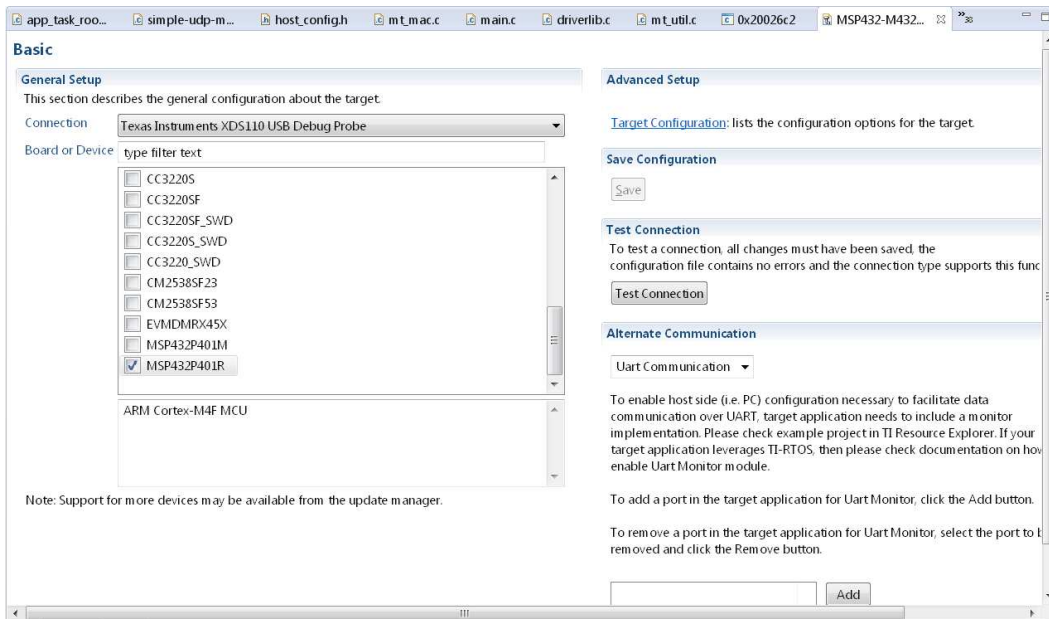 app_task_roo...
simple-udp-m...
host_config.h
mt_mac.c
main.c
driverlib.c
mt_util.c
0x20026c2
MSP432-M432...
»38
Basic
General Setup
This section describes the general configuration about the target.
Connection
Texas Instruments XDS110 USB Debug Probe
Board or Device
type filter text
CC3220S
CC3220SF
CC3220SF_SWD
CC3220S_SWD
CC3220_SWD
CM2538SF23
CM2538SF53
EVMDMRX45X
MSP432P401M
MSP432P401R
ARM Cortex-M4F MCU
Note: Support for more devices may be available from the update manager.
Advanced Setup
Target Configuration: lists the configuration options for the target.
Save Configuration
Save
Test Connection
To test a connection, all changes must have been saved, the
configuration file contains no errors and the connection type supports this func
Test Connection
Alternate Communication
Uart Communication
To enable host side (i.e. PC) configuration necessary to facilitate data
communication over UART, target application needs to include a monitor
implementation. Please check example project in TI Resource Explorer. If your
target application leverages TI-RTOS, then please check documentation on how
enable Uart Monitor module.
To add a port in the target application for Uart Monitor, click the Add button.
To remove a port in the target application for Uart Monitor, select the port to b
removed and click the Remove button.
Add